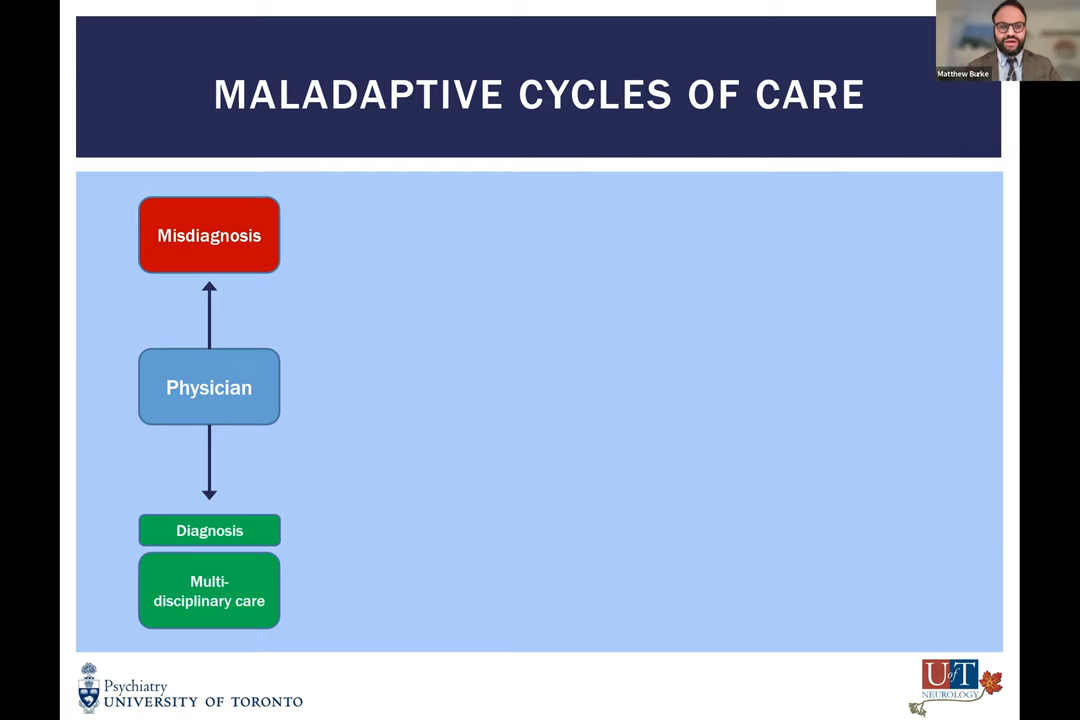 Matthew Burke
MALADAPTIVE CYCLES OF CARE
Misdiagnosis
Physician
Diagnosis
Multi-
disciplinary care
Psychiatry
UNIVERSITY OF TORONTO
U of T
NEUROLOGY